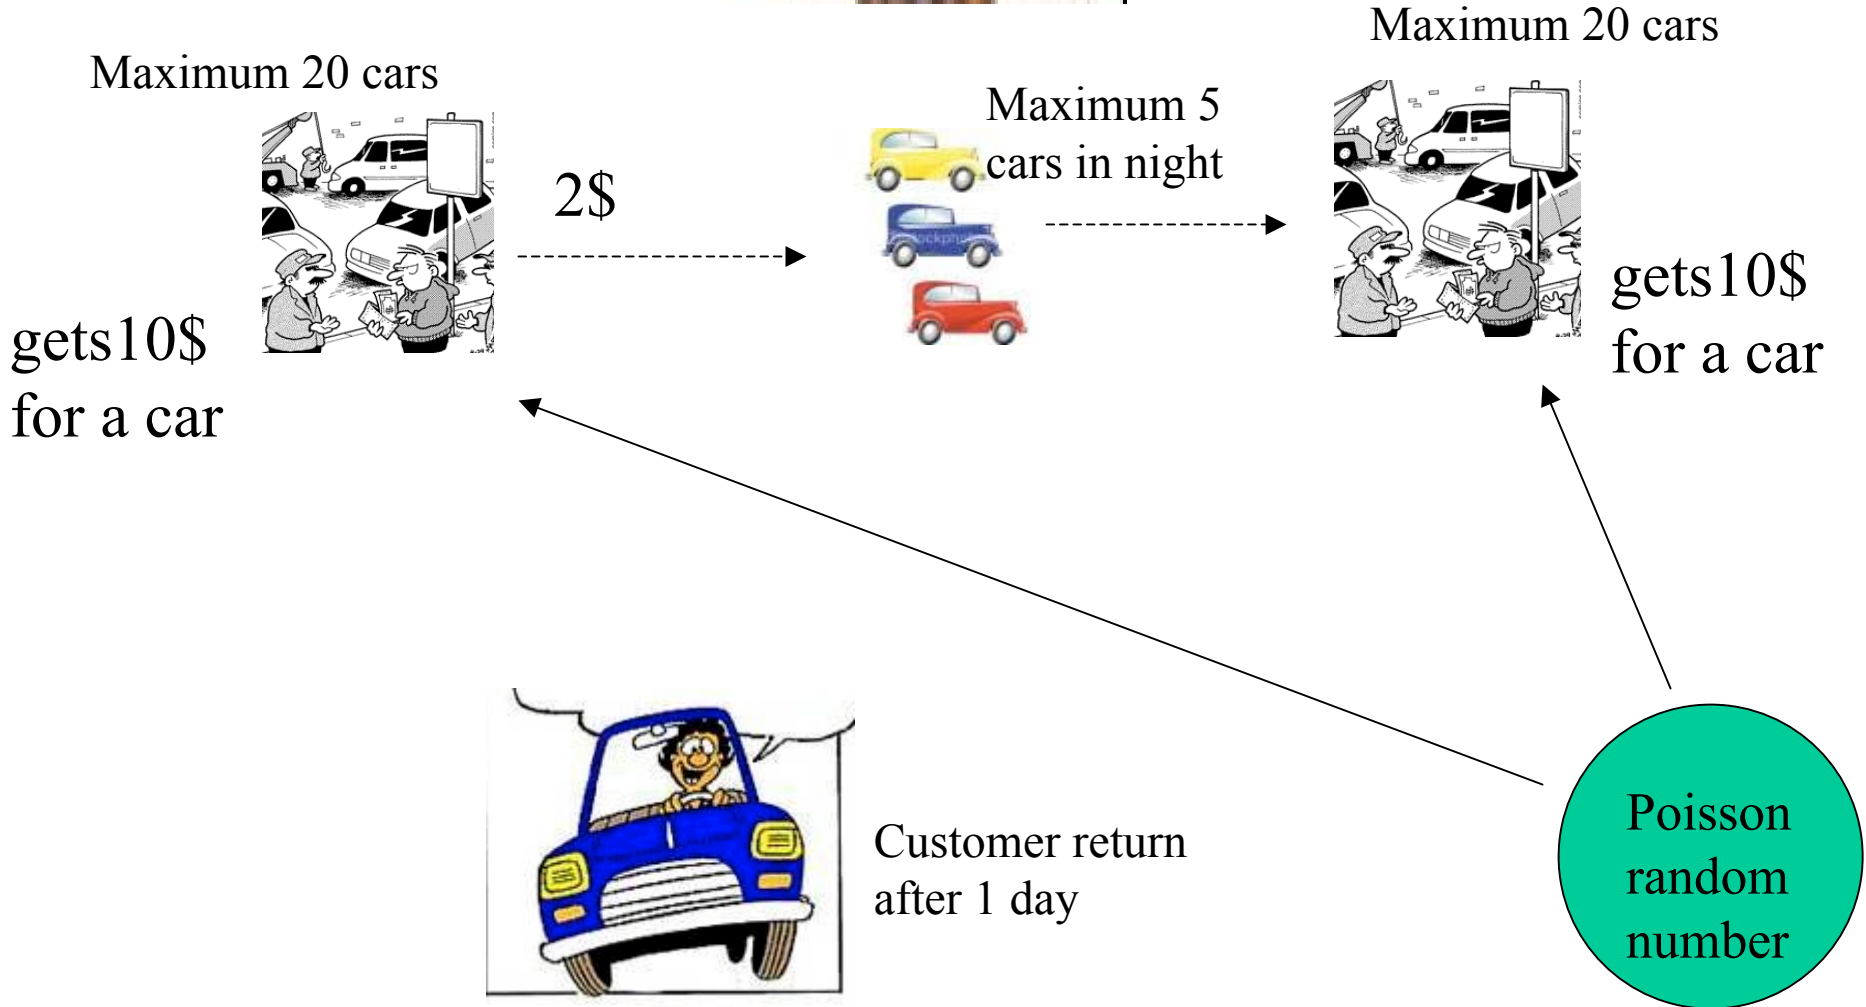 Maximum 20 cars
Maximum 20 cars
2$
Maximum 5
cars in night
gets10$
for a car
gets10$
for a car
Customer return
after 1 day
Poisson
random
number